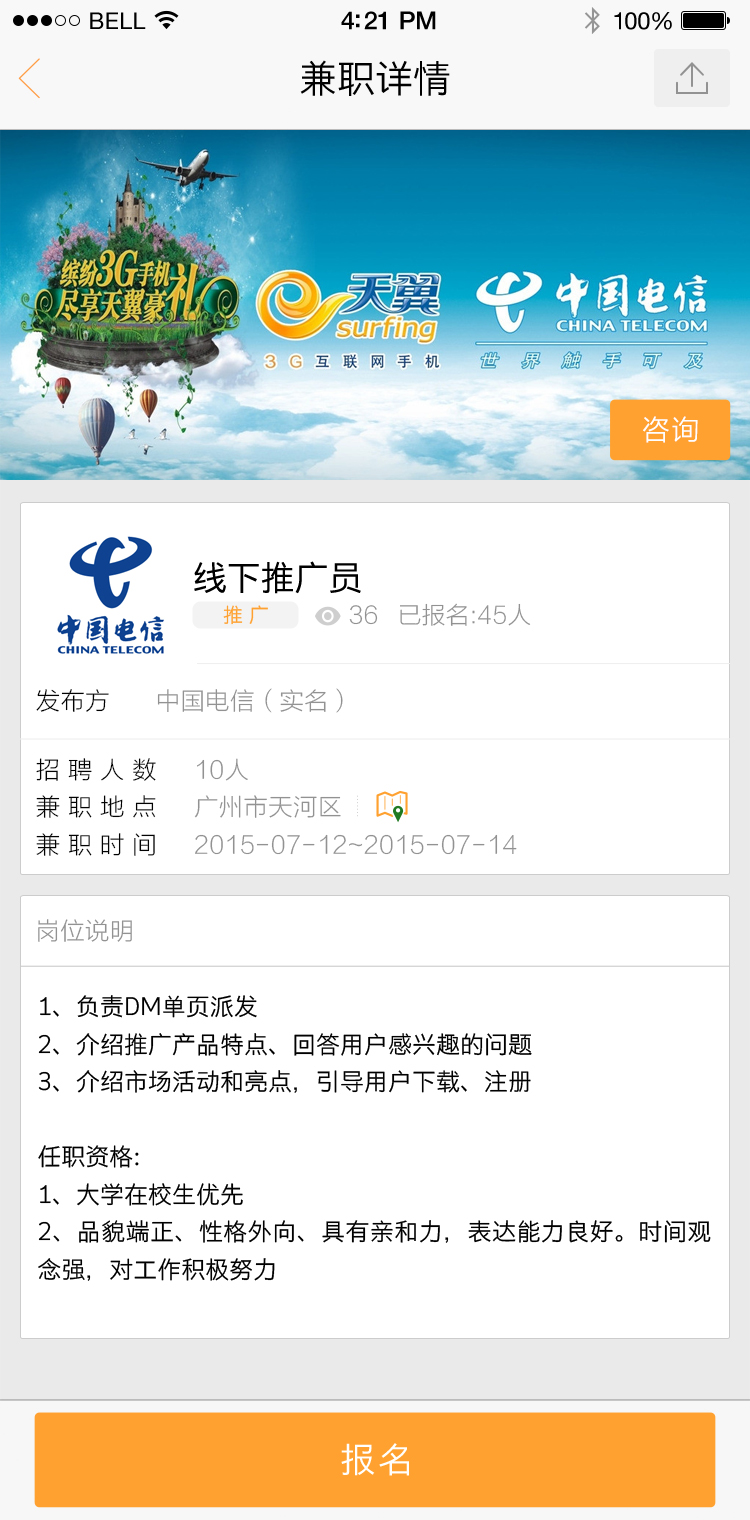 BELL
4:21 PM
100%
兼职详情
缤纷3G手机
尽享天翼豪礼
天翼
surfing
3G互联网手机
中国电信
CHINA TELECOM
世界触手可及
咨询
中国电信
CHINA TELECOM
线下推广员
推广 36 已报名:45人
发布方 中国电信（实名）
招聘人数 10人
兼职地点 广州市天河区
兼职时间 2015-07-12~2015-07-14
岗位说明
1、负责DM单页派发
2、介绍推广产品特点、回答用户感兴趣的问题
3、介绍市场活动和亮点，引导用户下载、注册
任职资格:
1、大学在校生优先
2、品貌端正、性格外向、具有亲和力，表达能力良好。时间观
念强，对工作积极努力
报名